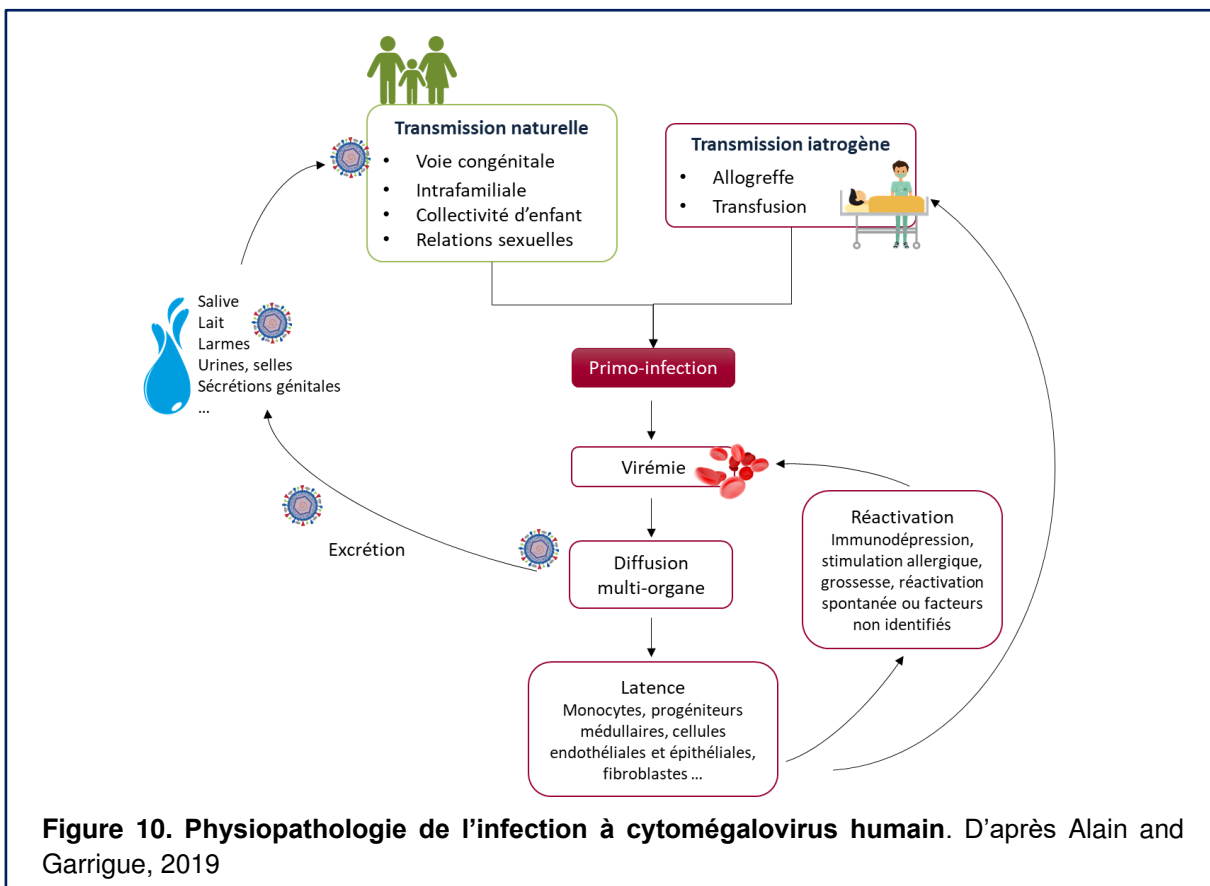 Transmission naturelle
• Voie congénitale
• Intrafamiliale
• Collectivité d'enfant
• Relations sexuelles
Transmission iatrogène
• Allogreffe
• Transfusion
Salive
Lait
Larmes
Urines, selles
Sécrétions génitales
...
Primo-infection
Virémie
Excrétion
Diffusion
multi-organe
Réactivation
Immunodépression,
stimulation allergique,
grossesse, réactivation
spontanée ou facteurs
non identifiés
Latence
Monocytes, progéniteurs
médullaires, cellules
endothéliales et épithéliales,
fibroblastes ...
Figure 10. Physiopathologie de l'infection à cytomégalovirus humain. D'après Alain and
Garrigue, 2019